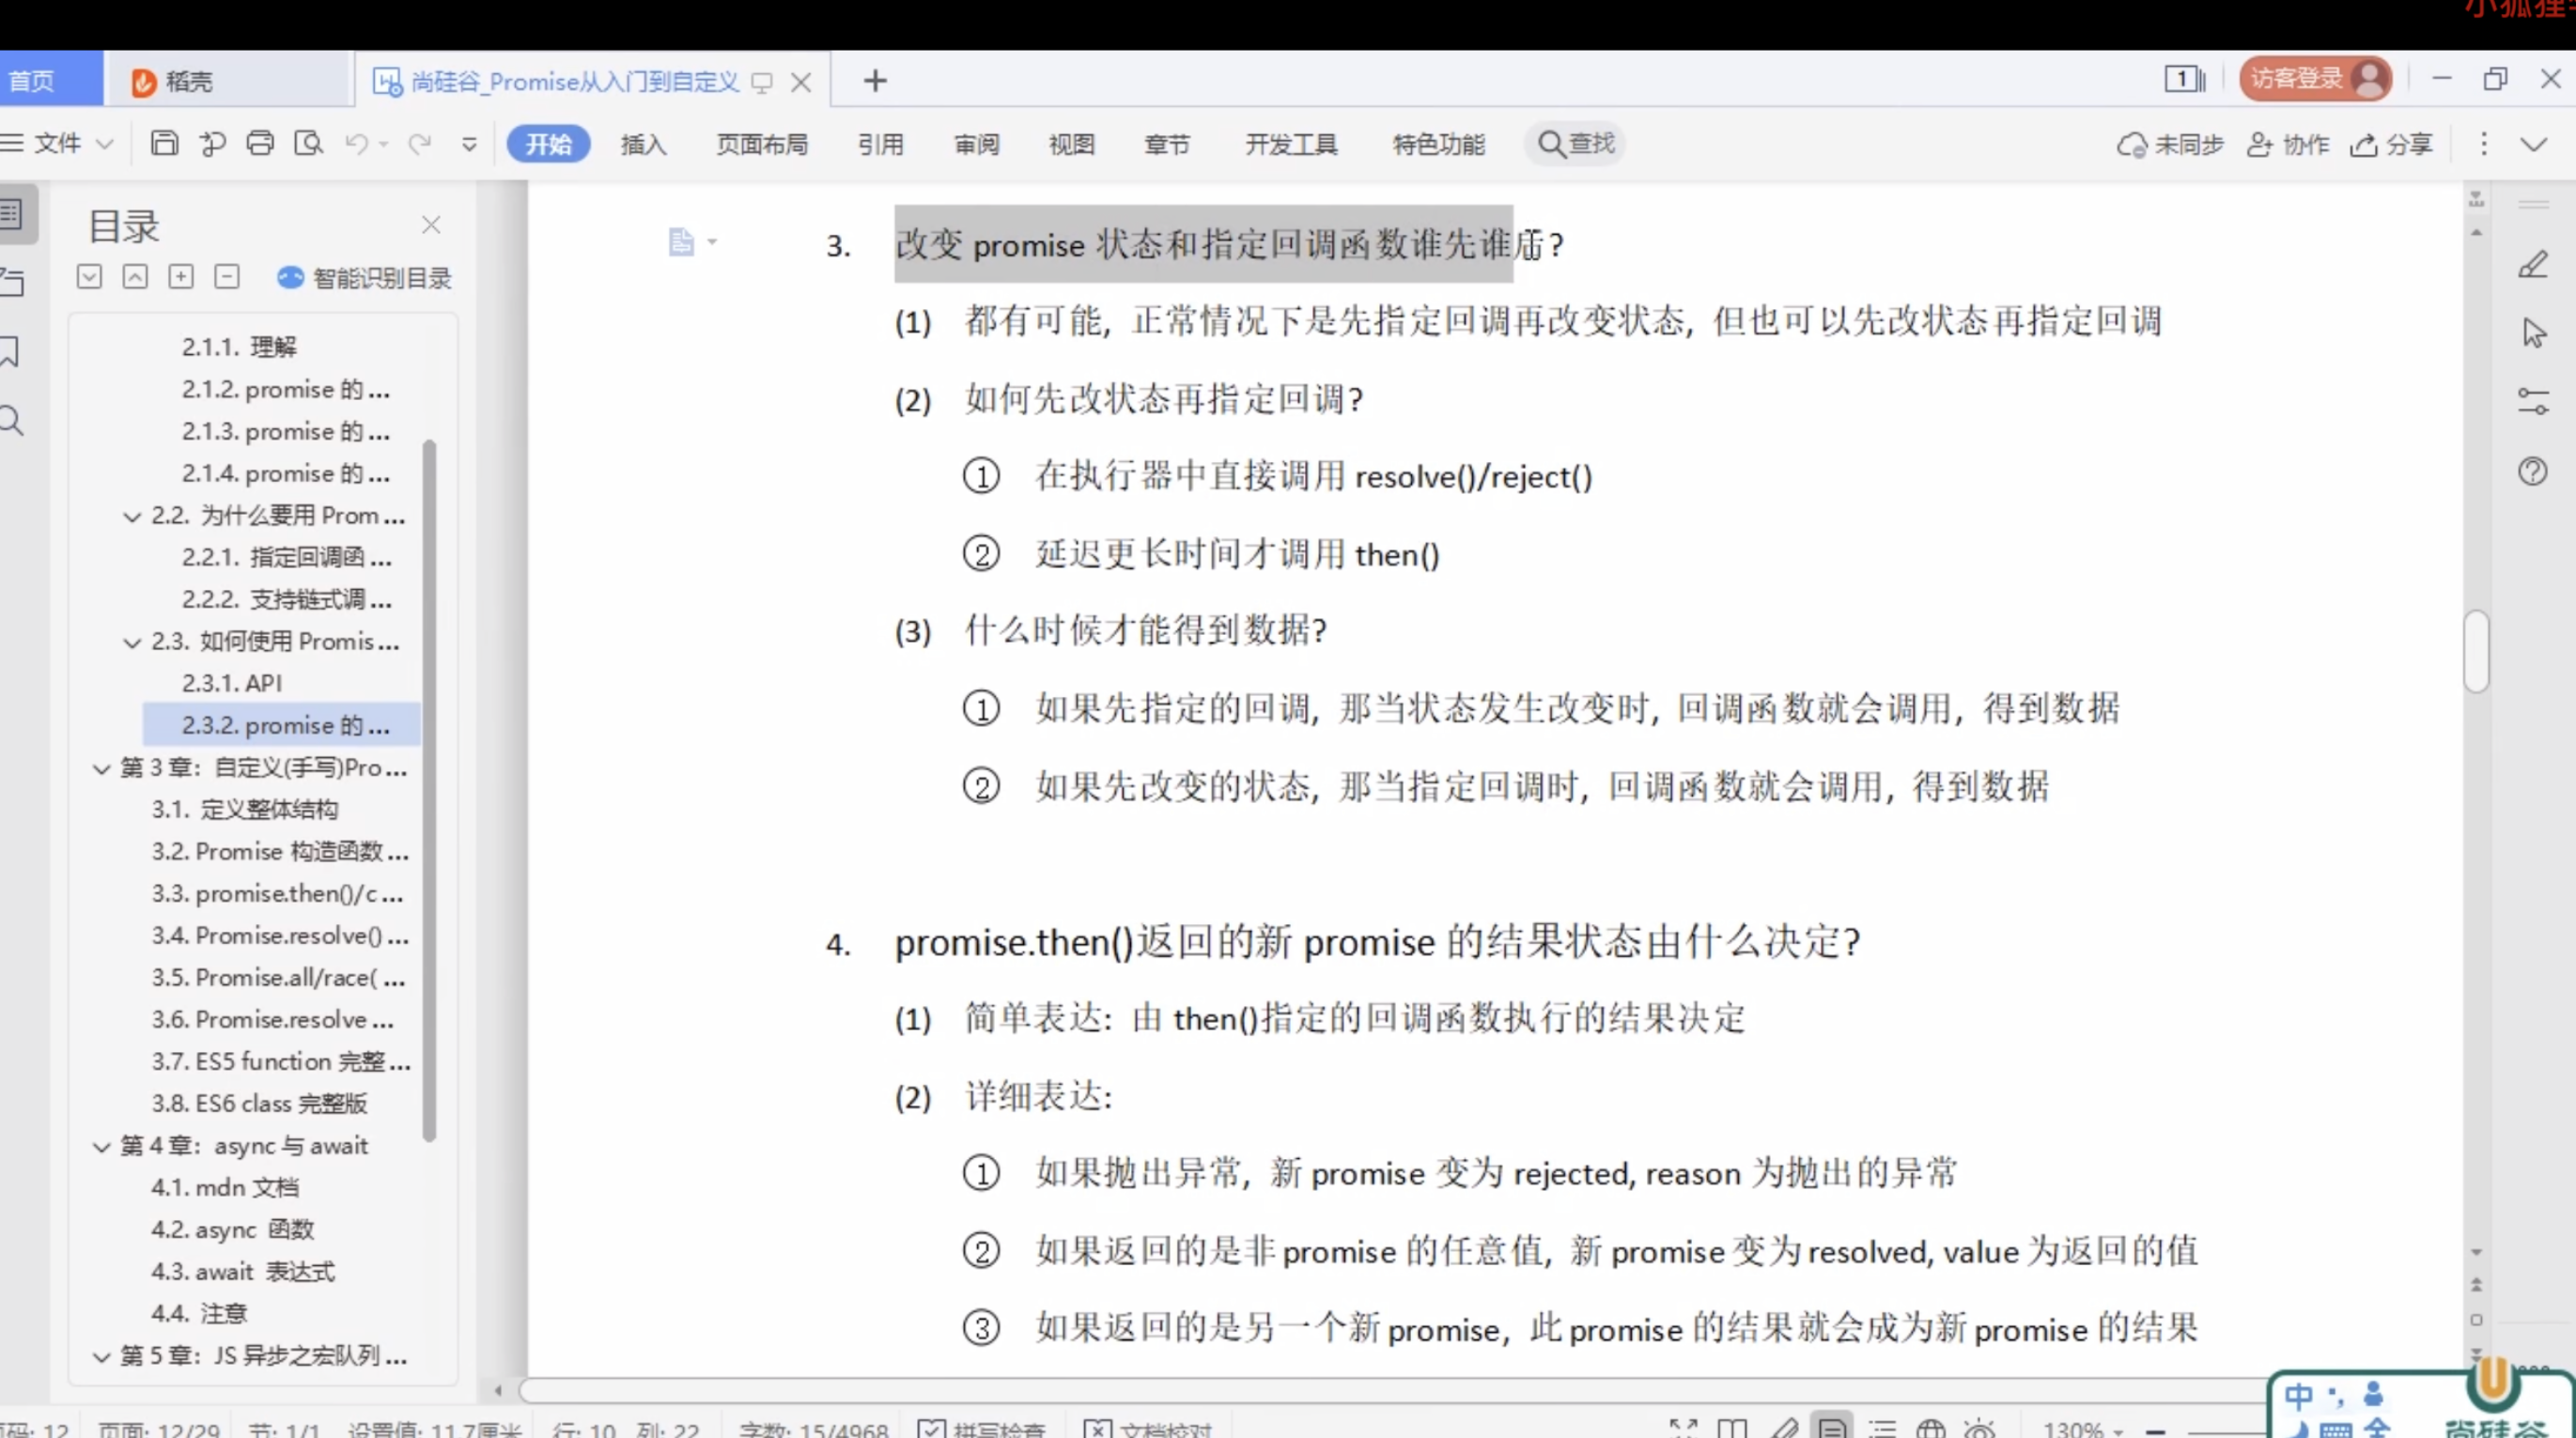 首页
稻壳
尚硅谷_Promise从入门到自定义
1
访客登录
文件
开始
插入
页面布局
引用
审阅
视图
章节
开发工具
特色功能
查找
未同步
协作
分享
目录
智能识别目录
2.1.1. 理解
2.1.2. promise 的 ...
2.1.3. promise 的 ...
2.1.4. promise 的 ...
2.2. 为什么要用 Prom ...
2.2.1. 指定回调函 ...
2.2.2. 支持链式调 ...
2.3. 如何使用 Promis ...
2.3.1. API
2.3.2. promise 的 ...
第 3 章：自定义(手写)Pro ...
3.1. 定义整体结构
3.2. Promise 构造函数 ...
3.3. promise.then()/c ...
3.4. Promise.resolve() ...
3.5. Promise.all/race( ...
3.6. Promise.resolve ...
3.7. ES5 function 完整 ...
3.8. ES6 class 完整版
第 4 章：async 与 await
4.1. mdn 文档
4.2. async 函数
4.3. await 表达式
4.4. 注意
第 5 章：JS 异步之宏队列 ...
3. 改变 promise 状态和指定回调函数谁先谁后?
(1) 都有可能, 正常情况下是先指定回调再改变状态, 但也可以先改状态再指定回调
(2) 如何先改状态再指定回调?
① 在执行器中直接调用 resolve()/reject()
② 延迟更长时间才调用 then()
(3) 什么时候才能得到数据?
① 如果先指定的回调, 那当状态发生改变时, 回调函数就会调用, 得到数据
② 如果先改变的状态, 那当指定回调时, 回调函数就会调用, 得到数据
4. promise.then()返回的新 promise 的结果状态由什么决定?
(1) 简单表达: 由 then()指定的回调函数执行的结果决定
(2) 详细表达:
① 如果抛出异常, 新 promise 变为 rejected, reason 为抛出的异常
② 如果返回的是非 promise 的任意值, 新 promise 变为 resolved, value 为返回的值
③ 如果返回的是另一个新 promise, 此 promise 的结果就会成为新 promise 的结果
页码: 12
页面: 12/29
节: 1/1
设置值: 11.7厘米
行: 10
列: 22
字数: 15/4968
拼写检查
文档校对
130%
中
尚硅谷